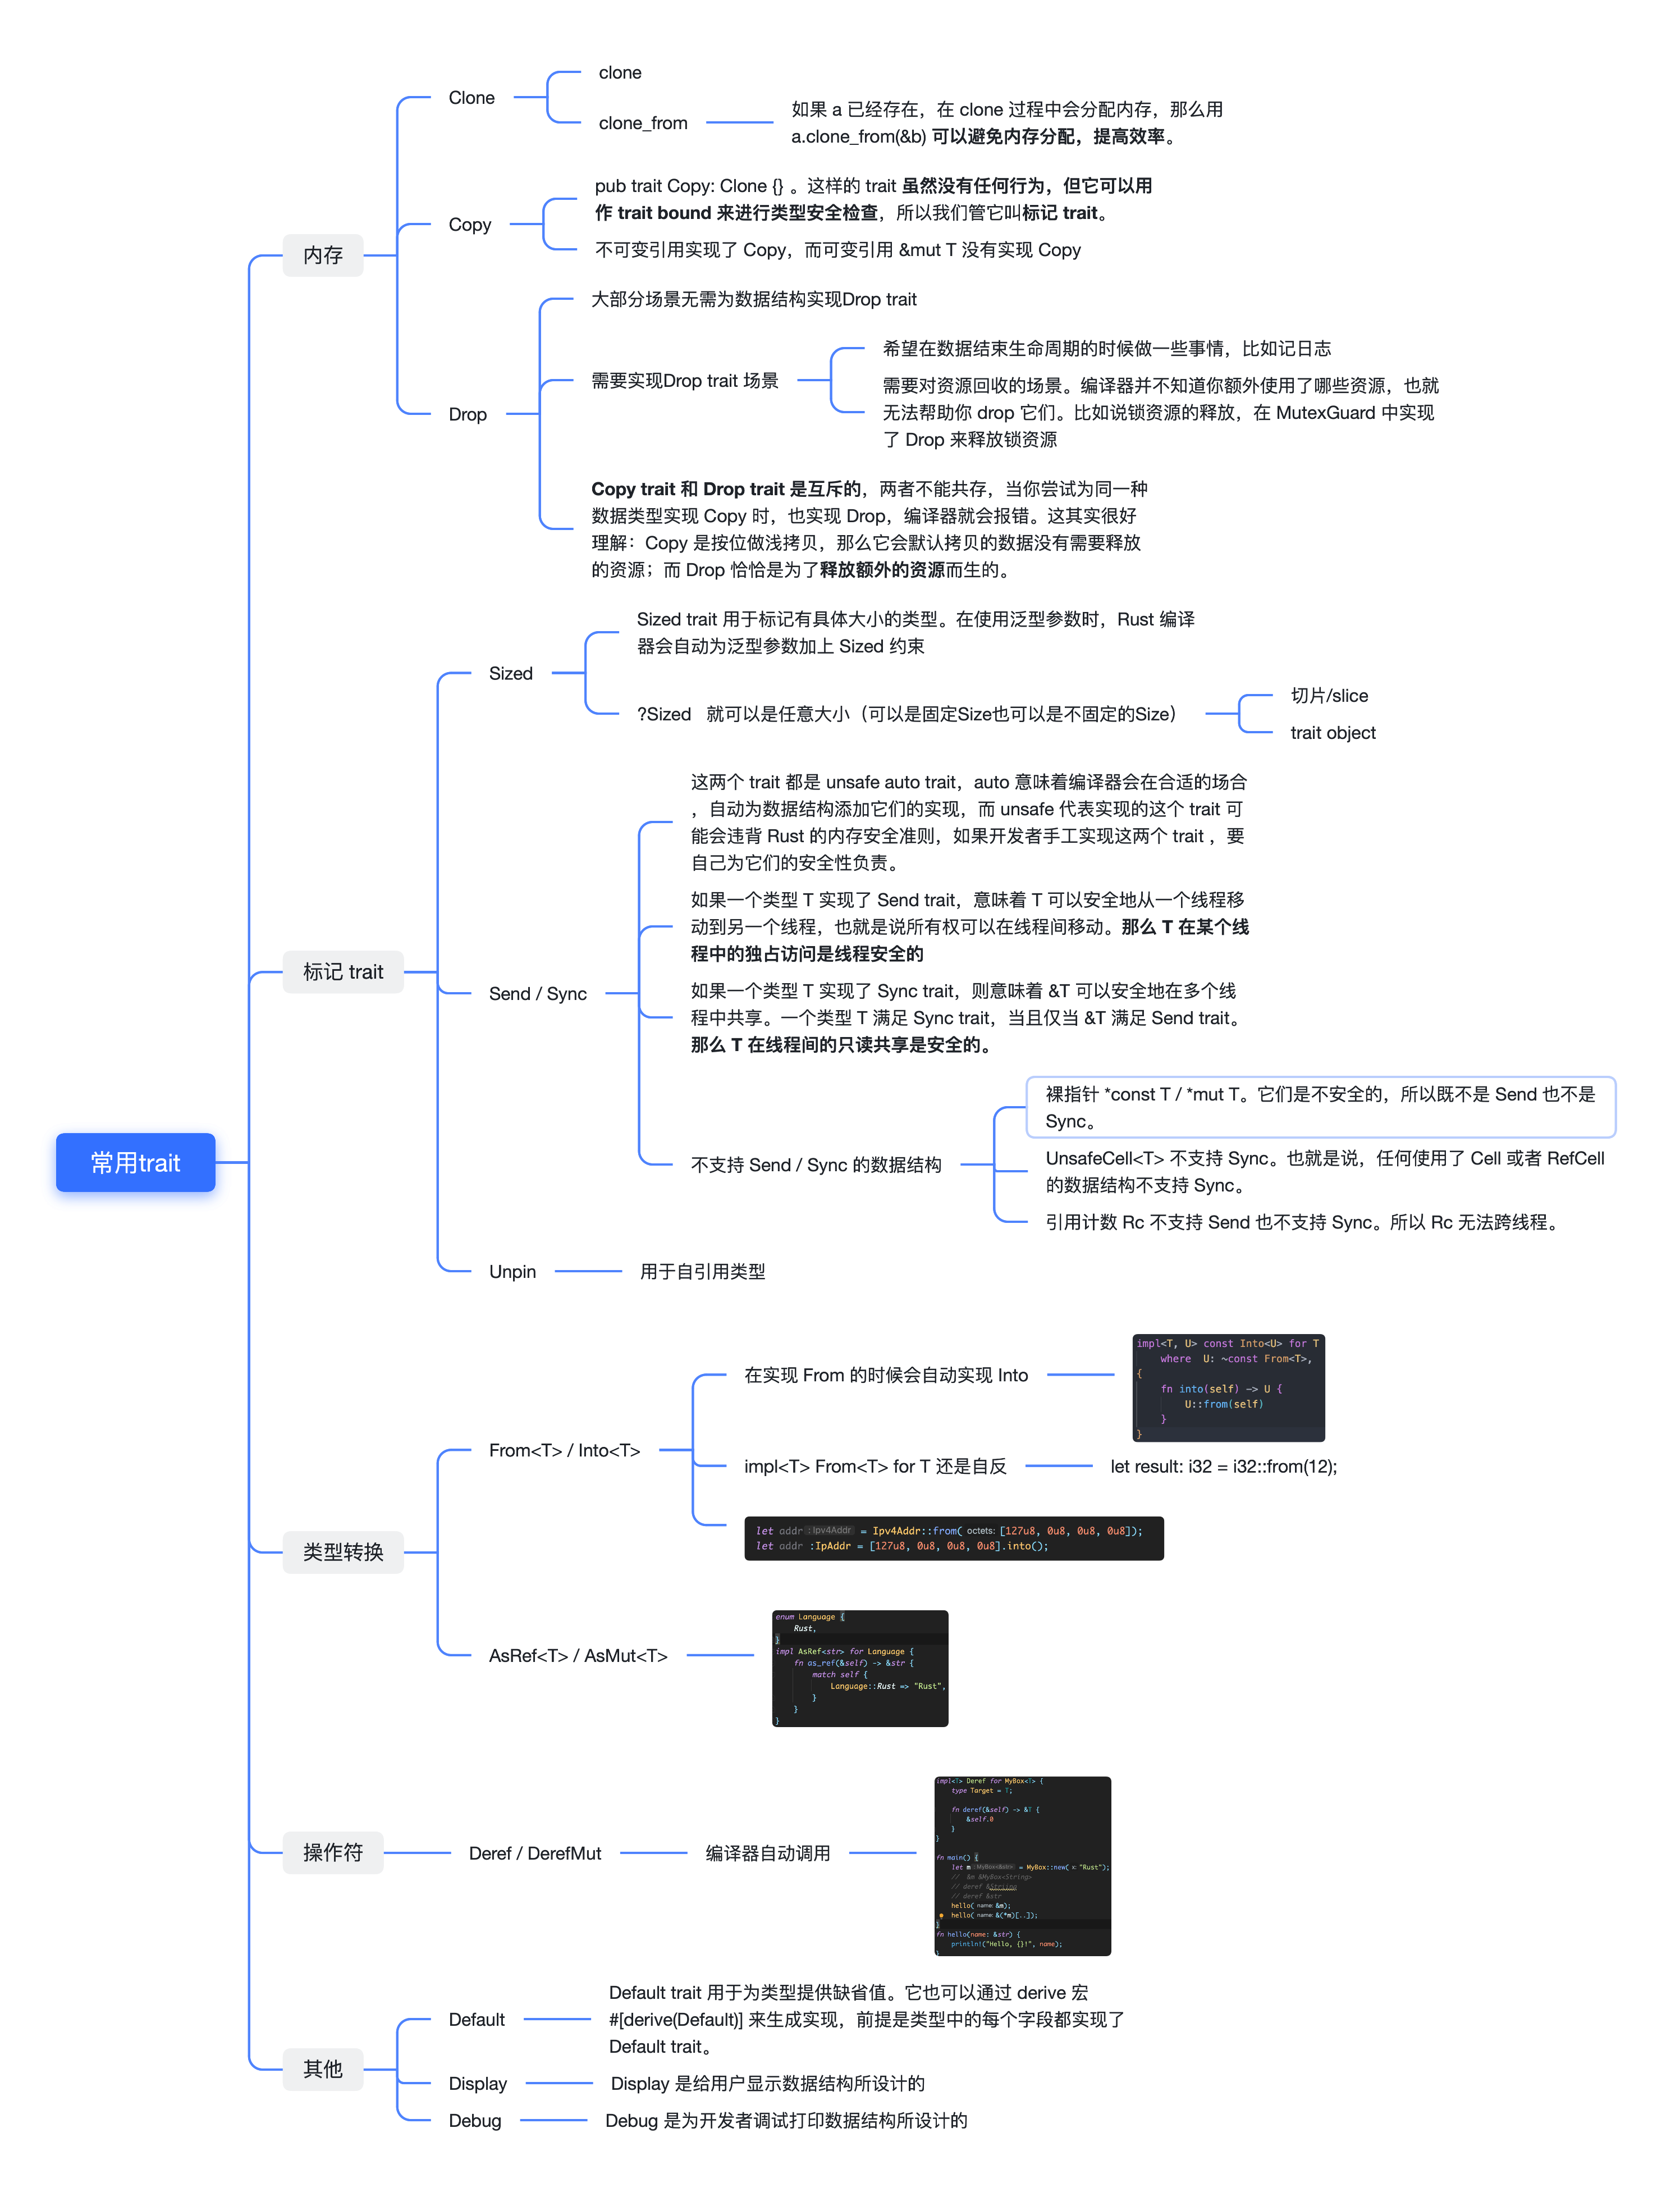 常用trait
内存
Clone
clone
clone_from
如果 a 已经存在，在 clone 过程中会分配内存，那么用
a.clone_from(&b) 可以避免内存分配，提高效率。
Copy
pub trait Copy: Clone {} 。这样的 trait 虽然没有任何行为，但它可以用
作 trait bound 来进行类型安全检查，所以我们管它叫标记 trait。
不可变引用实现了 Copy，而可变引用 &mut T 没有实现 Copy
Drop
大部分场景无需为数据结构实现Drop trait
需要实现Drop trait 场景
希望在数据结束生命周期的时候做一些事情，比如记日志
需要对资源回收的场景。编译器并不知道你额外使用了哪些资源，也就
无法帮助你 drop 它们。比如说锁资源的释放，在 MutexGuard 中实现
了 Drop 来释放锁资源
Copy trait 和 Drop trait 是互斥的，两者不能共存，当你尝试为同一种
数据类型实现 Copy 时，也实现 Drop，编译器就会报错。这其实很好
理解：Copy 是按位做浅拷贝，那么它会默认拷贝的数据没有需要释放
的资源；而 Drop 恰恰是为了释放额外的资源而生的。
标记 trait
Sized
Sized trait 用于标记有具体大小的类型。在使用泛型参数时，Rust 编译
器会自动为泛型参数加上 Sized 约束
?Sized 就可以是任意大小（可以是固定Size也可以是不固定的Size）
切片/slice
trait object
Send / Sync
这两个 trait 都是 unsafe auto trait，auto 意味着编译器会在合适的场合
，自动为数据结构添加它们的实现，而 unsafe 代表实现的这个 trait 可
能会违背 Rust 的内存安全准则，如果开发者手工实现这两个 trait ，要
自己为它们的安全性负责。
如果一个类型 T 实现了 Send trait，意味着 T 可以安全地从一个线程移
动到另一个线程，也就是说所有权可以在线程间移动。那么 T 在某个线
程中的独占访问是线程安全的
如果一个类型 T 实现了 Sync trait，则意味着 &T 可以安全地在多个线
程中共享。一个类型 T 满足 Sync trait，当且仅当 &T 满足 Send trait。
那么 T 在线程间的只读共享是安全的。
不支持 Send / Sync 的数据结构
裸指针 *const T / *mut T。它们是不安全的，所以既不是 Send 也不是
Sync。
UnsafeCell<T> 不支持 Sync。也就是说，任何使用了 Cell 或者 RefCell
的数据结构不支持 Sync。
引用计数 Rc 不支持 Send 也不支持 Sync。所以 Rc 无法跨线程。
Unpin
用于自引用类型
类型转换
From<T> / Into<T>
在实现 From 的时候会自动实现 Into
impl<T, U> const Into<U> for T
where U: ~const From<T>,
{
fn into(self) -> U {
U::from(self)
}
}
impl<T> From<T> for T 还是自反
let result: i32 = i32::from(12);
let addr : Ipv4Addr = Ipv4Addr::from( octets: [127u8, 0u8, 0u8, 0u8]);
let addr :IpAddr = [127u8, 0u8, 0u8, 0u8].into();
AsRef<T> / AsMut<T>
enum Language {
Rust,
}
impl AsRef<str> for Language {
fn as_ref(&self) -> &str {
match self {
Language::Rust => "Rust",
}
}
}
操作符
Deref / DerefMut
编译器自动调用
impl<T> Deref for MyBox<T> {
type Target = T;
fn deref(&self) -> &T {
&self.0
}
}
fn main() {
let m : MyBox<&str> = MyBox::new( x: "Rust");
// &m &MyBox<String>
// deref &Striing
// deref &str
hello( name: &m);
hello( name: &(*m)[..]);
}
fn hello(name: &str) {
println!("Hello, {}!", name);
}
其他
Default
Default trait 用于为类型提供缺省值。它也可以通过 derive 宏
#[derive(Default)] 来生成实现，前提是类型中的每个字段都实现了
Default trait。
Display
Display 是给用户显示数据结构所设计的
Debug
Debug 是为开发者调试打印数据结构所设计的